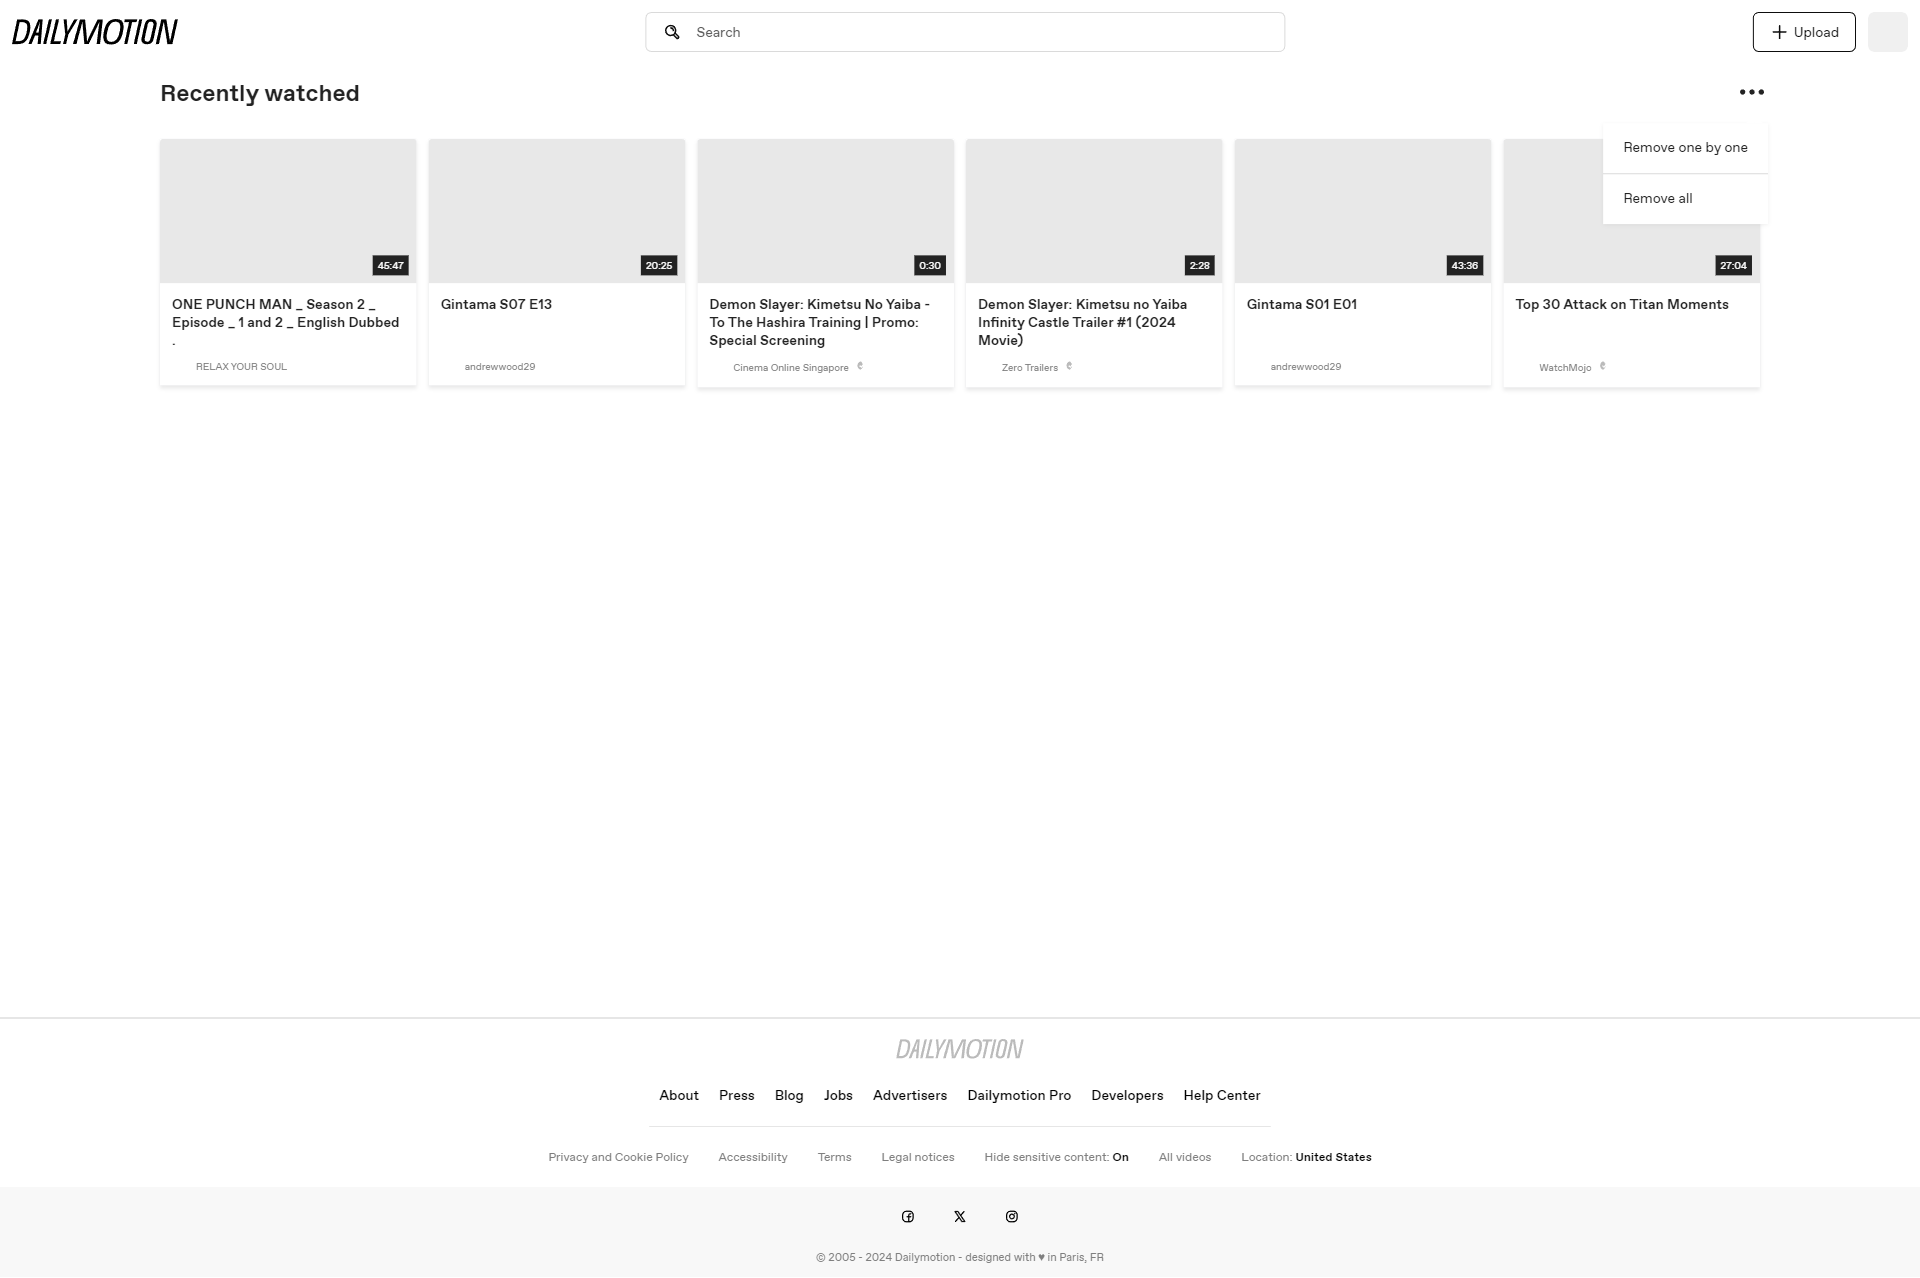 DAILYMOTION
Search
Upload
Recently watched
Remove one by one
Remove all
45:47
20:25
0:30
2:28
43:36
27:04
ONE PUNCH MAN _ Season 2 _
Episode _ 1 and 2 _ English Dubbed
.
RELAX YOUR SOUL
Gintama S07 E13
andrewwood29
Demon Slayer: Kimetsu No Yaiba -
To The Hashira Training | Promo:
Special Screening
Cinema Online Singapore
Demon Slayer: Kimetsu no Yaiba
Infinity Castle Trailer #1 (2024
Movie)
Zero Trailers
Gintama S01 E01
andrewwood29
Top 30 Attack on Titan Moments
WatchMojo
DAILYMOTION
About Press Blog Jobs Advertisers Dailymotion Pro Developers Help Center
Privacy and Cookie Policy Accessibility Terms Legal notices Hide sensitive content: On All videos Location: United States
© 2005 - 2024 Dailymotion - designed with ♥ in Paris, FR